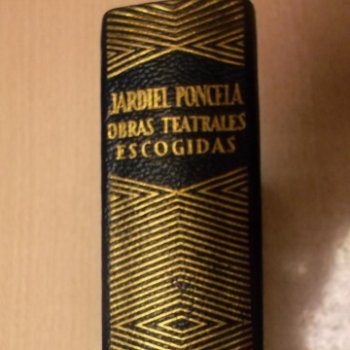 JARDIEL PONCELA
OBRAS TEATRALES
ESCOGIDAS